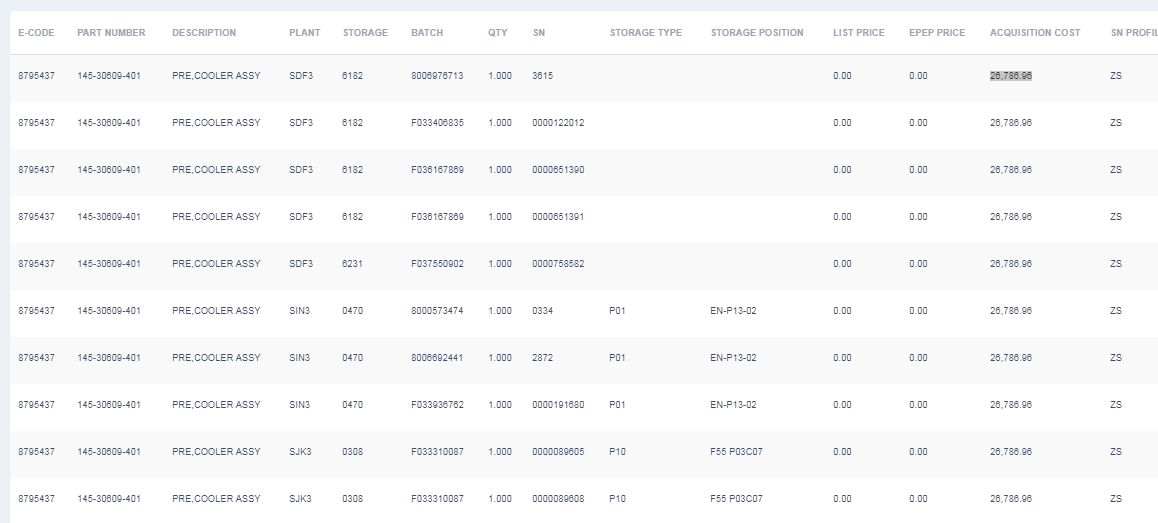 E-CODE PART NUMBER DESCRIPTION PLANT STORAGE BATCH QTY SN STORAGE TYPE STORAGE POSITION LIST PRICE EPEP PRICE ACQUISITION COST SN PROFIL
8795437 145-30609-401 PRE,COOLER ASSY SDF3 6182 8006976713 1.000 3615 0.00 0.00 26,786.96 ZS
8795437 145-30609-401 PRE,COOLER ASSY SDF3 6182 F033406835 1.000 0000122012 0.00 0.00 26,786.96 ZS
8795437 145-30609-401 PRE,COOLER ASSY SDF3 6182 F036167869 1.000 0000651390 0.00 0.00 26,786.96 ZS
8795437 145-30609-401 PRE,COOLER ASSY SDF3 6182 F036167869 1.000 0000651391 0.00 0.00 26,786.96 ZS
8795437 145-30609-401 PRE,COOLER ASSY SDF3 6231 F037550902 1.000 0000758582 0.00 0.00 26,786.96 ZS
8795437 145-30609-401 PRE,COOLER ASSY SIN3 0470 8000573474 1.000 0334 P01 EN-P13-02 0.00 0.00 26,786.96 ZS
8795437 145-30609-401 PRE,COOLER ASSY SIN3 0470 8006692441 1.000 2872 P01 EN-P13-02 0.00 0.00 26,786.96 ZS
8795437 145-30609-401 PRE,COOLER ASSY SIN3 0470 F033936762 1.000 0000191680 P01 EN-P13-02 0.00 0.00 26,786.96 ZS
8795437 145-30609-401 PRE,COOLER ASSY SJK3 0308 F033310087 1.000 0000089605 P10 F55 P03C07 0.00 0.00 26,786.96 ZS
8795437 145-30609-401 PRE,COOLER ASSY SJK3 0308 F033310087 1.000 0000089608 P10 F55 P03C07 0.00 0.00 26,786.96 ZS